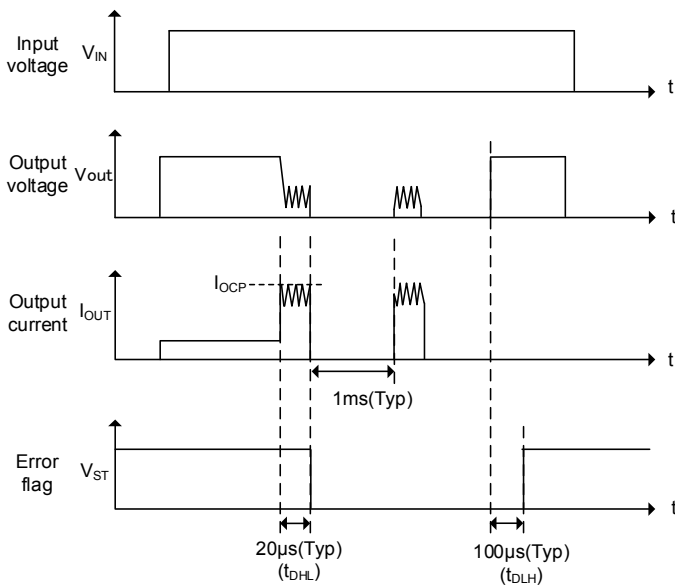 Input
voltage
VIN
t
Output
voltage
Vout
t
Output
current
IOUT
IOCP
t
1ms(Typ)
Error
flag
VST
t
20µs(Typ)
(tDHL)
100µs(Typ)
(tDLH)